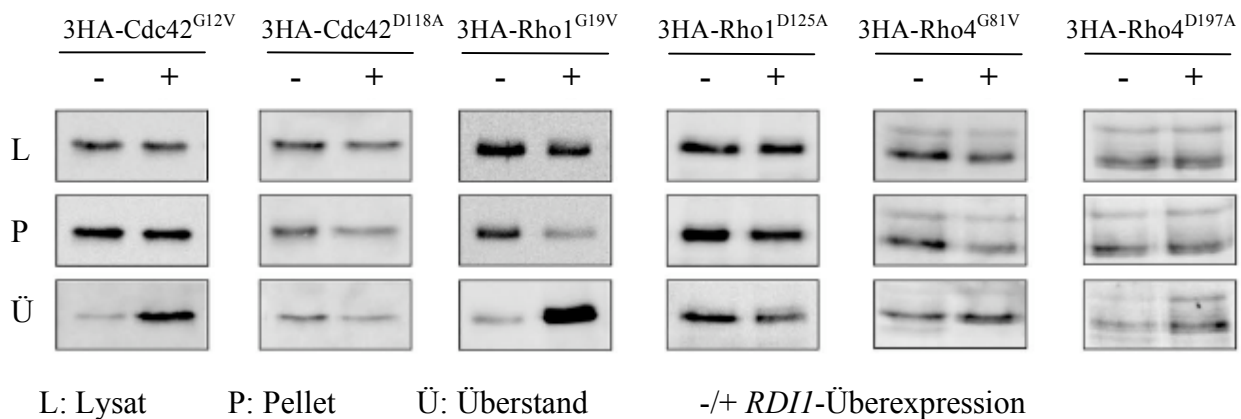 3HA-Cdc42G12V 3HA-Cdc42D118A 3HA-Rho1G19V 3HA-Rho1D125A 3HA-Rho4G81V 3HA-Rho4D197A
- + - + - + - + - + - +
L
P
Ü
L: Lysat P: Pellet Ü: Überstand -/+ RDI1-Überexpression